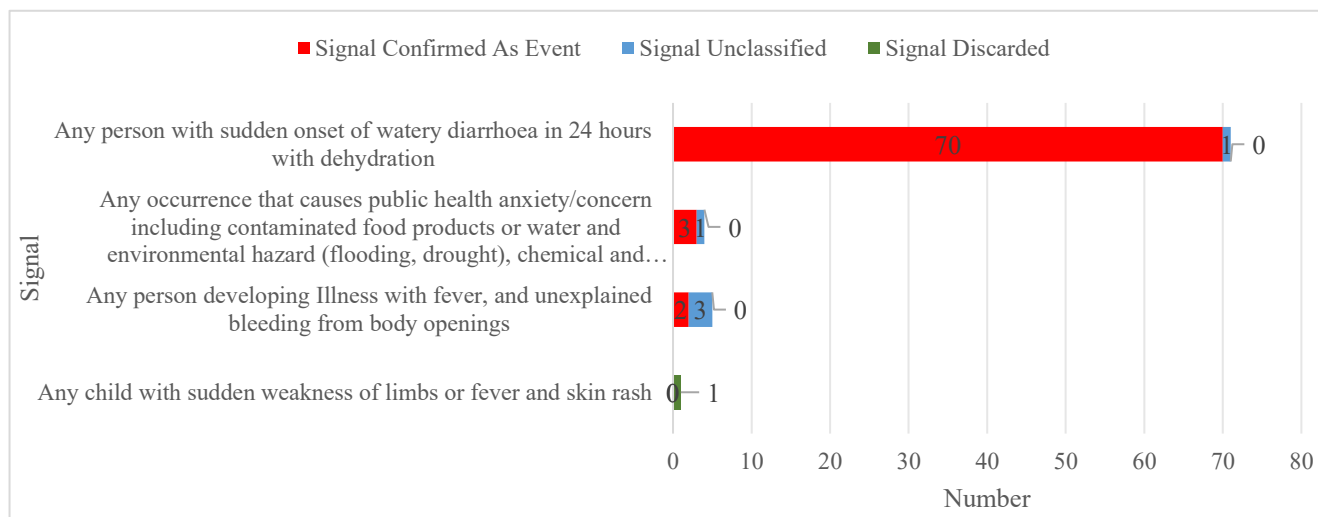 Signal Confirmed As Event Signal Unclassified Signal Discarded
Any person with sudden onset of watery diarrhoea in 24 hours
with dehydration
70 1 0
Any occurrence that causes public health anxiety/concern
including contaminated food products or water and
environmental hazard (flooding, drought), chemical and…
3 1 0
Any person developing Illness with fever, and unexplained
bleeding from body openings
2 3 0
Any child with sudden weakness of limbs or fever and skin rash
0 1
Signal
0 10 20 30 40 50 60 70 80
Number